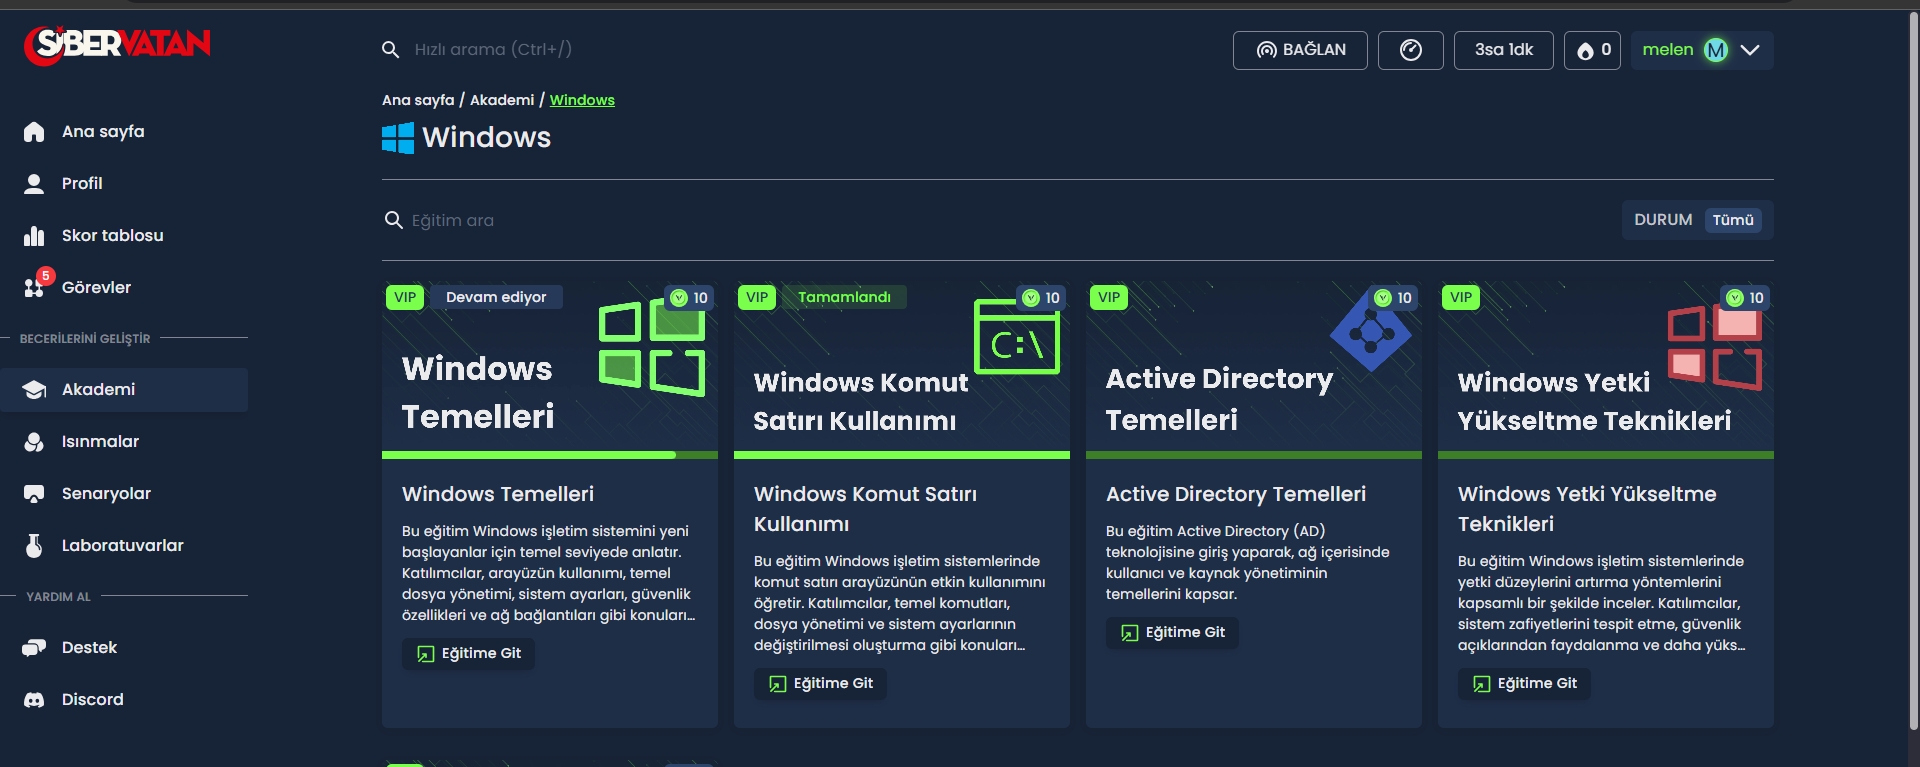 SİBERVATAN
Hızlı arama (Ctrl+/)
BAĞLAN
3sa 1dk
0
melen
M
Ana sayfa
Profil
Skor tablosu
5
Görevler
BECERİLERİNİ GELİŞTİR
Akademi
Isınmalar
Senaryolar
Laboratuvarlar
YARDIM AL
Destek
Discord
Ana sayfa / Akademi / Windows
Windows
Eğitim ara
DURUM Tümü
VIP Devam ediyor 10
Windows
Temelleri
Windows Temelleri
Bu eğitim Windows işletim sistemini yeni
başlayanlar için temel seviyede anlatır.
Katılımcılar, arayüzün kullanımı, temel
dosya yönetimi, sistem ayarları, güvenlik
özellikleri ve ağ bağlantıları gibi konuları...
Eğitime Git
VIP Tamamlandı 10
C:\
Windows Komut
Satırı Kullanımı
Windows Komut Satırı
Kullanımı
Bu eğitim Windows işletim sistemlerinde
komut satırı arayüzünün etkin kullanımını
öğretir. Katılımcılar, temel komutları,
dosya yönetimi ve sistem ayarlarının
değiştirilmesi oluşturma gibi konuları...
Eğitime Git
VIP 10
Active Directory
Temelleri
Active Directory Temelleri
Bu eğitim Active Directory (AD)
teknolojisine giriş yaparak, ağ içerisinde
kullanıcı ve kaynak yönetiminin
temellerini kapsar.
Eğitime Git
VIP 10
Windows Yetki
Yükseltme Teknikleri
Windows Yetki Yükseltme
Teknikleri
Bu eğitim Windows işletim sistemlerinde
yetki düzeylerini artırma yöntemlerini
kapsamlı bir şekilde inceler. Katılımcılar,
sistem zafiyetlerini tespit etme, güvenlik
açıklarından faydalanma ve daha yüks...
Eğitime Git